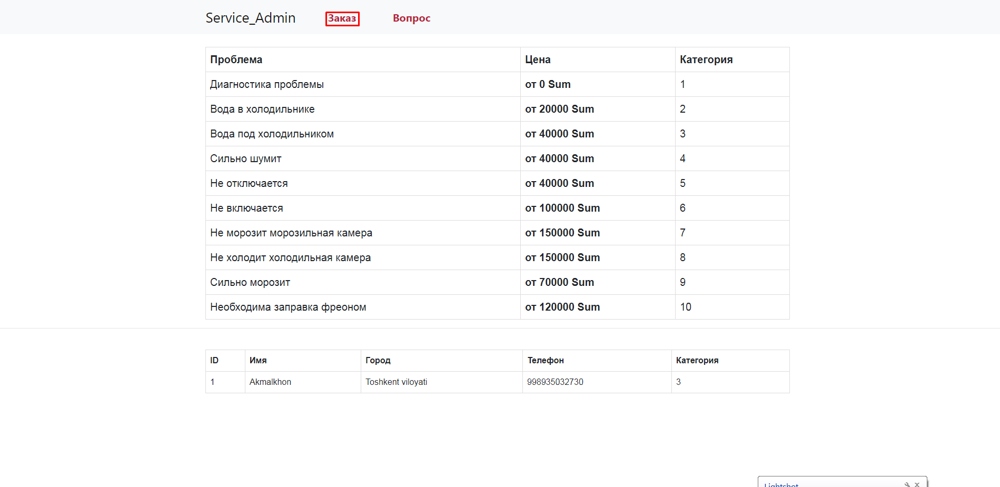 Service_Admin Заказ Вопрос
Проблема Цена Категория
Диагностика проблемы от 0 Sum 1
Вода в холодильнике от 20000 Sum 2
Вода под холодильником от 40000 Sum 3
Сильно шумит от 40000 Sum 4
Не отключается от 40000 Sum 5
Не включается от 100000 Sum 6
Не морозит морозильная камера от 150000 Sum 7
Не холодит холодильная камера от 150000 Sum 8
Сильно морозит от 70000 Sum 9
Необходима заправка фреоном от 120000 Sum 10
ID Имя Город Телефон Категория
1 Akmalkhon Toshkent viloyati 998935032730 3
Lightshot